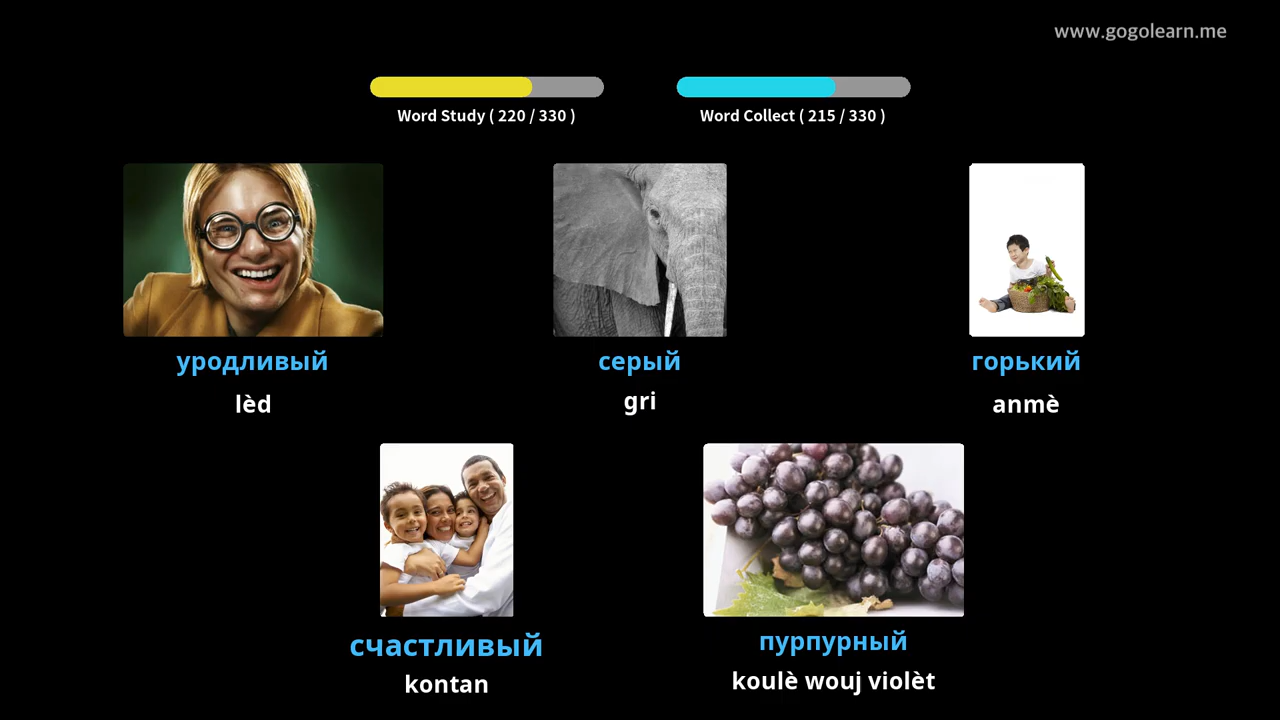 www.gogolearn.me
Word Study ( 220 / 330 )
Word Collect ( 215 / 330 )
уродливый
lèd
серый
gri
горький
anmè
счастливый
kontan
пурпурный
koulè wouj violèt